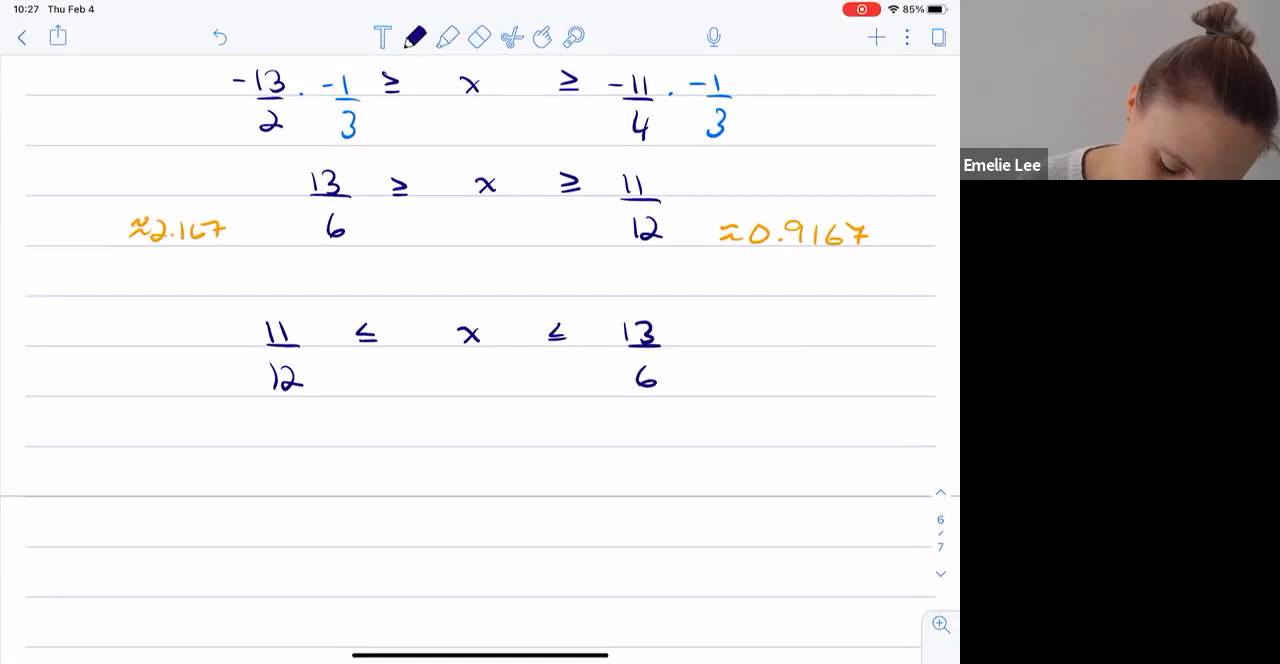 10:27 Thu Feb 4 85%
T
-13/2 · -1/3 ≥ x ≥ -11/4 · -1/3
13/6 ≥ x ≥ 11/12
≈2.167 ≈0.9167
11/12 ≤ x ≤ 13/6
6/7
Emelie Lee